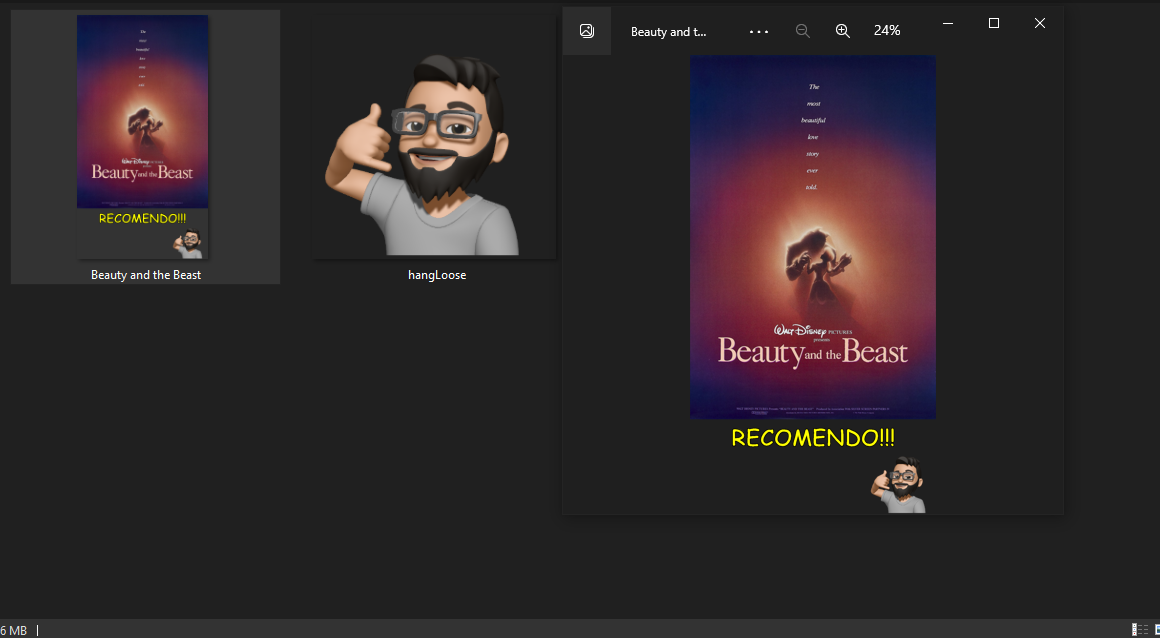 The
most
beautiful
love
story
ever
told.
WALT DISNEY PICTURES
presents
Beauty and the Beast
RECOMENDO!!!
Beauty and the Beast
hangLoose
Beauty and t...
24%
The
most
beautiful
love
story
ever
told.
WALT DISNEY PICTURES
presents
Beauty and the Beast
RECOMENDO!!!
6 MB